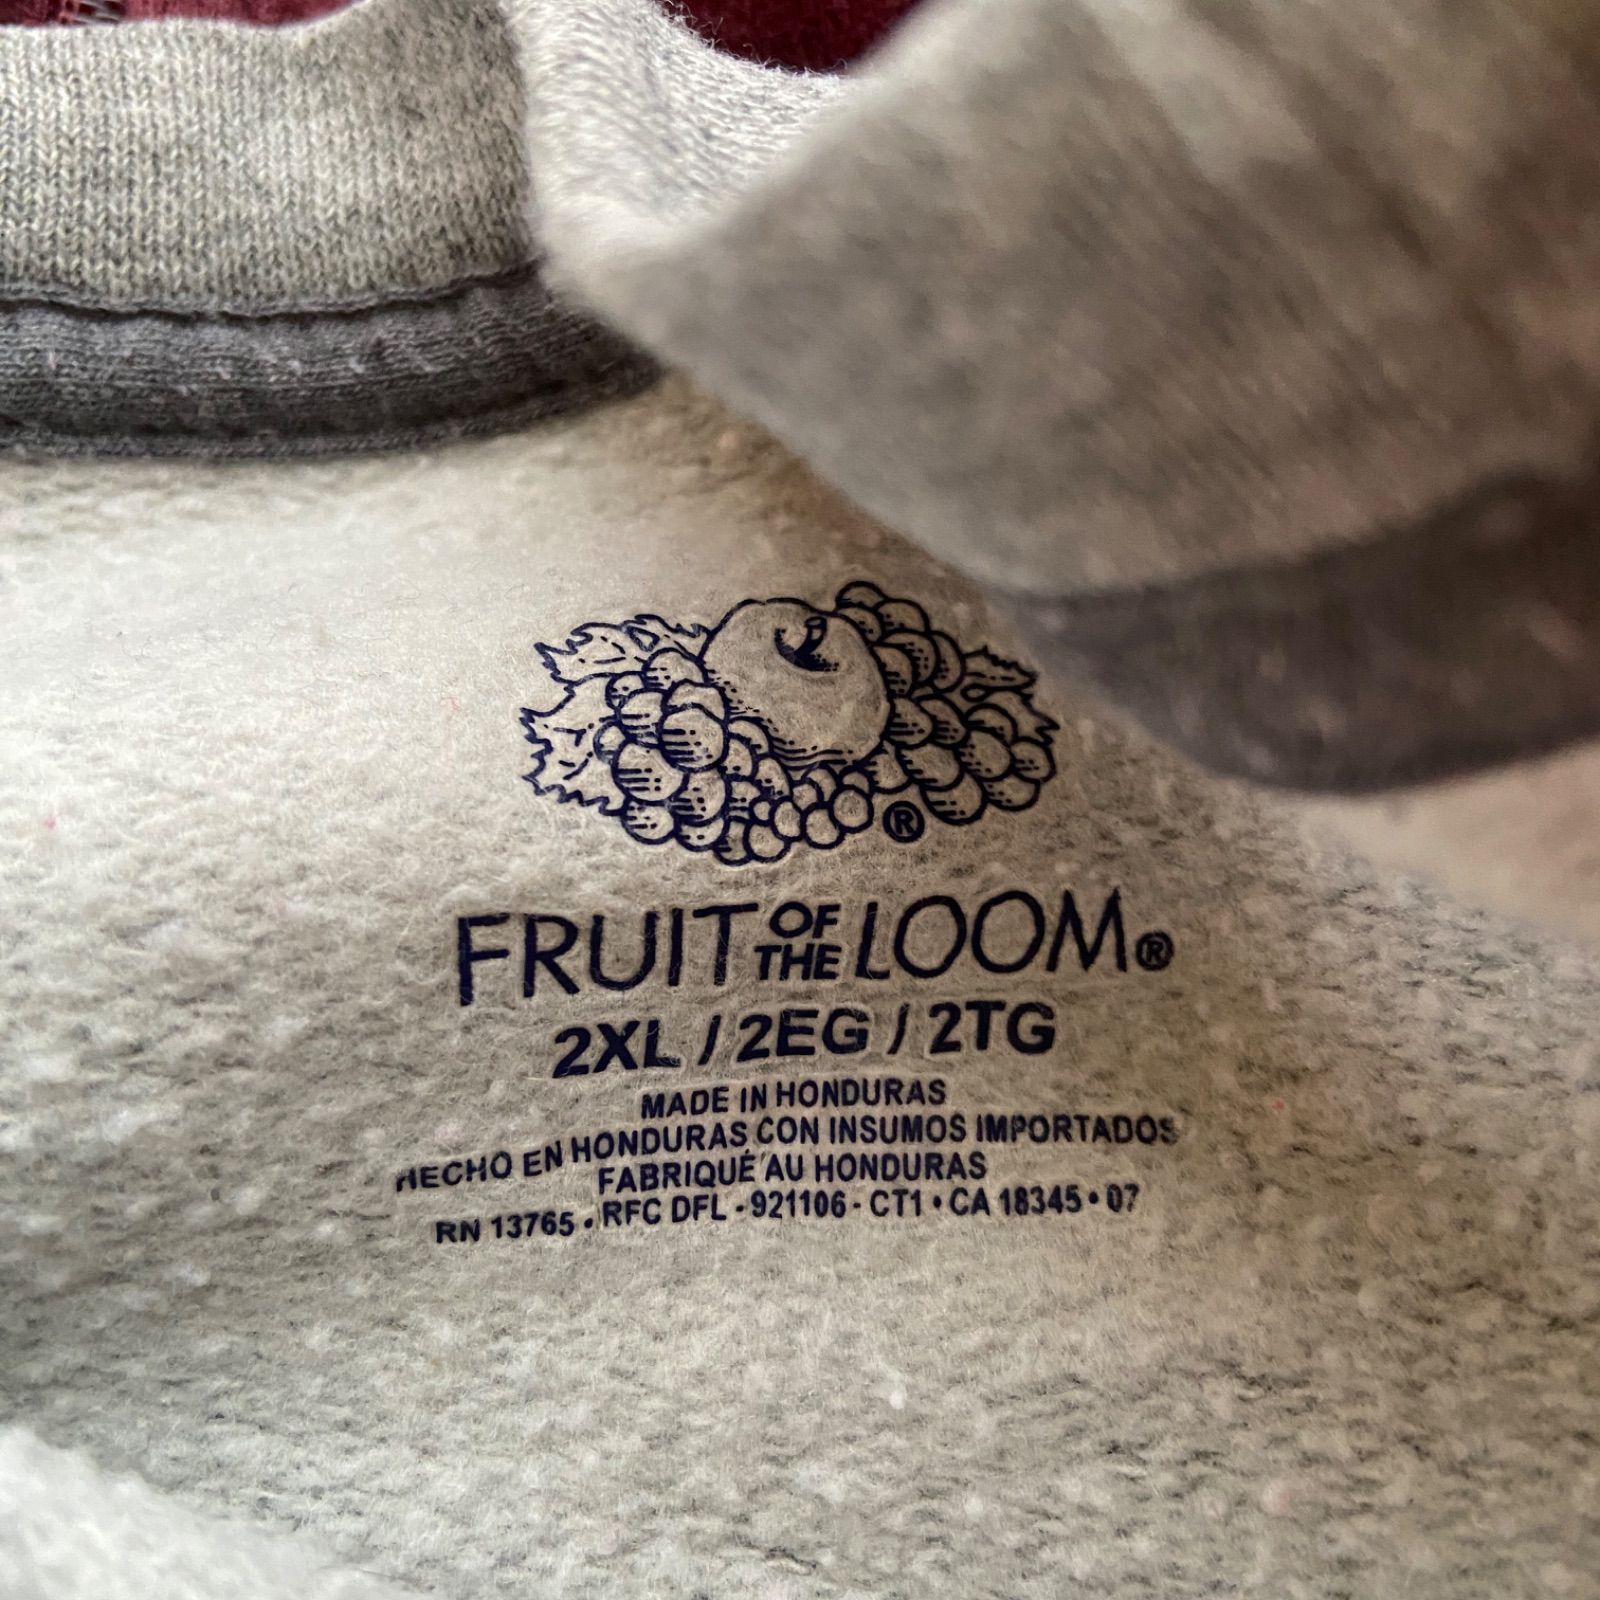 ®
FRUIT OF THE LOOM®
2XL / 2EG / 2TG
MADE IN HONDURAS
HECHO EN HONDURAS CON INSUMOS IMPORTADOS
FABRIQUÉ AU HONDURAS
RN 13765 • RFC DFL - 921106 - CT1 • CA 18345 • 07